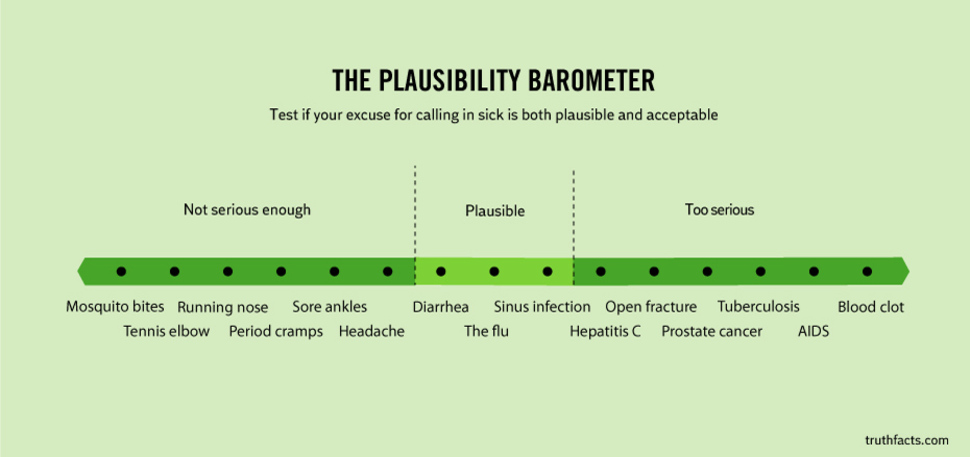 THE PLAUSIBILITY BAROMETER
Test if your excuse for calling in sick is both plausible and acceptable
Not serious enough
Plausible
Too serious
Mosquito bites
Running nose
Sore ankles
Diarrhea
Sinus infection
Open fracture
Tuberculosis
Blood clot
Tennis elbow
Period cramps
Headache
The flu
Hepatitis C
Prostate cancer
AIDS
truthfacts.com